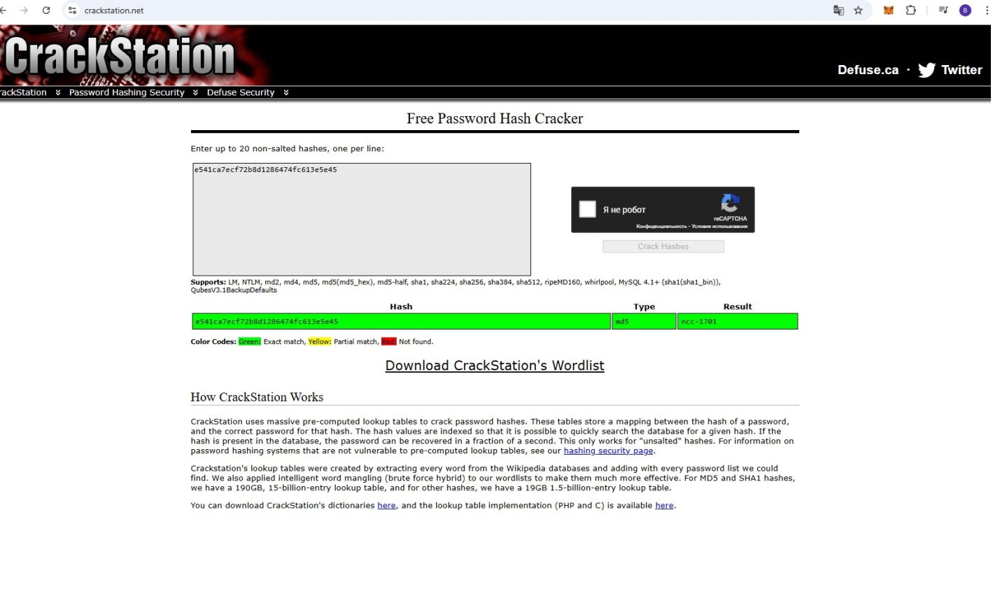 crackstation.net
B
CrackStation
Defuse.ca · Twitter
rackStation Password Hashing Security Defuse Security
Free Password Hash Cracker
Enter up to 20 non-salted hashes, one per line:
e541ca7ecf72b8d1286474fc613e5e45
Я не робот
reCAPTCHA
Конфиденциальность - Условия использования
Crack Hashes
Supports: LM, NTLM, md2, md4, md5, md5(md5_hex), md5-half, sha1, sha224, sha256, sha384, sha512, ripeMD160, whirlpool, MySQL 4.1+ (sha1(sha1_bin)),
QubesV3.1BackupDefaults
Hash Type Result
e541ca7ecf72b8d1286474fc613e5e45 md5 ncc-1701
Color Codes: Green: Exact match, Yellow: Partial match, Red: Not found.
Download CrackStation's Wordlist
How CrackStation Works
CrackStation uses massive pre-computed lookup tables to crack password hashes. These tables store a mapping between the hash of a password,
and the correct password for that hash. The hash values are indexed so that it is possible to quickly search the database for a given hash. If the
hash is present in the database, the password can be recovered in a fraction of a second. This only works for "unsalted" hashes. For information on
password hashing systems that are not vulnerable to pre-computed lookup tables, see our hashing security page.
Crackstation's lookup tables were created by extracting every word from the Wikipedia databases and adding with every password list we could
find. We also applied intelligent word mangling (brute force hybrid) to our wordlists to make them much more effective. For MD5 and SHA1 hashes,
we have a 190GB, 15-billion-entry lookup table, and for other hashes, we have a 19GB 1.5-billion-entry lookup table.
You can download CrackStation's dictionaries here, and the lookup table implementation (PHP and C) is available here.